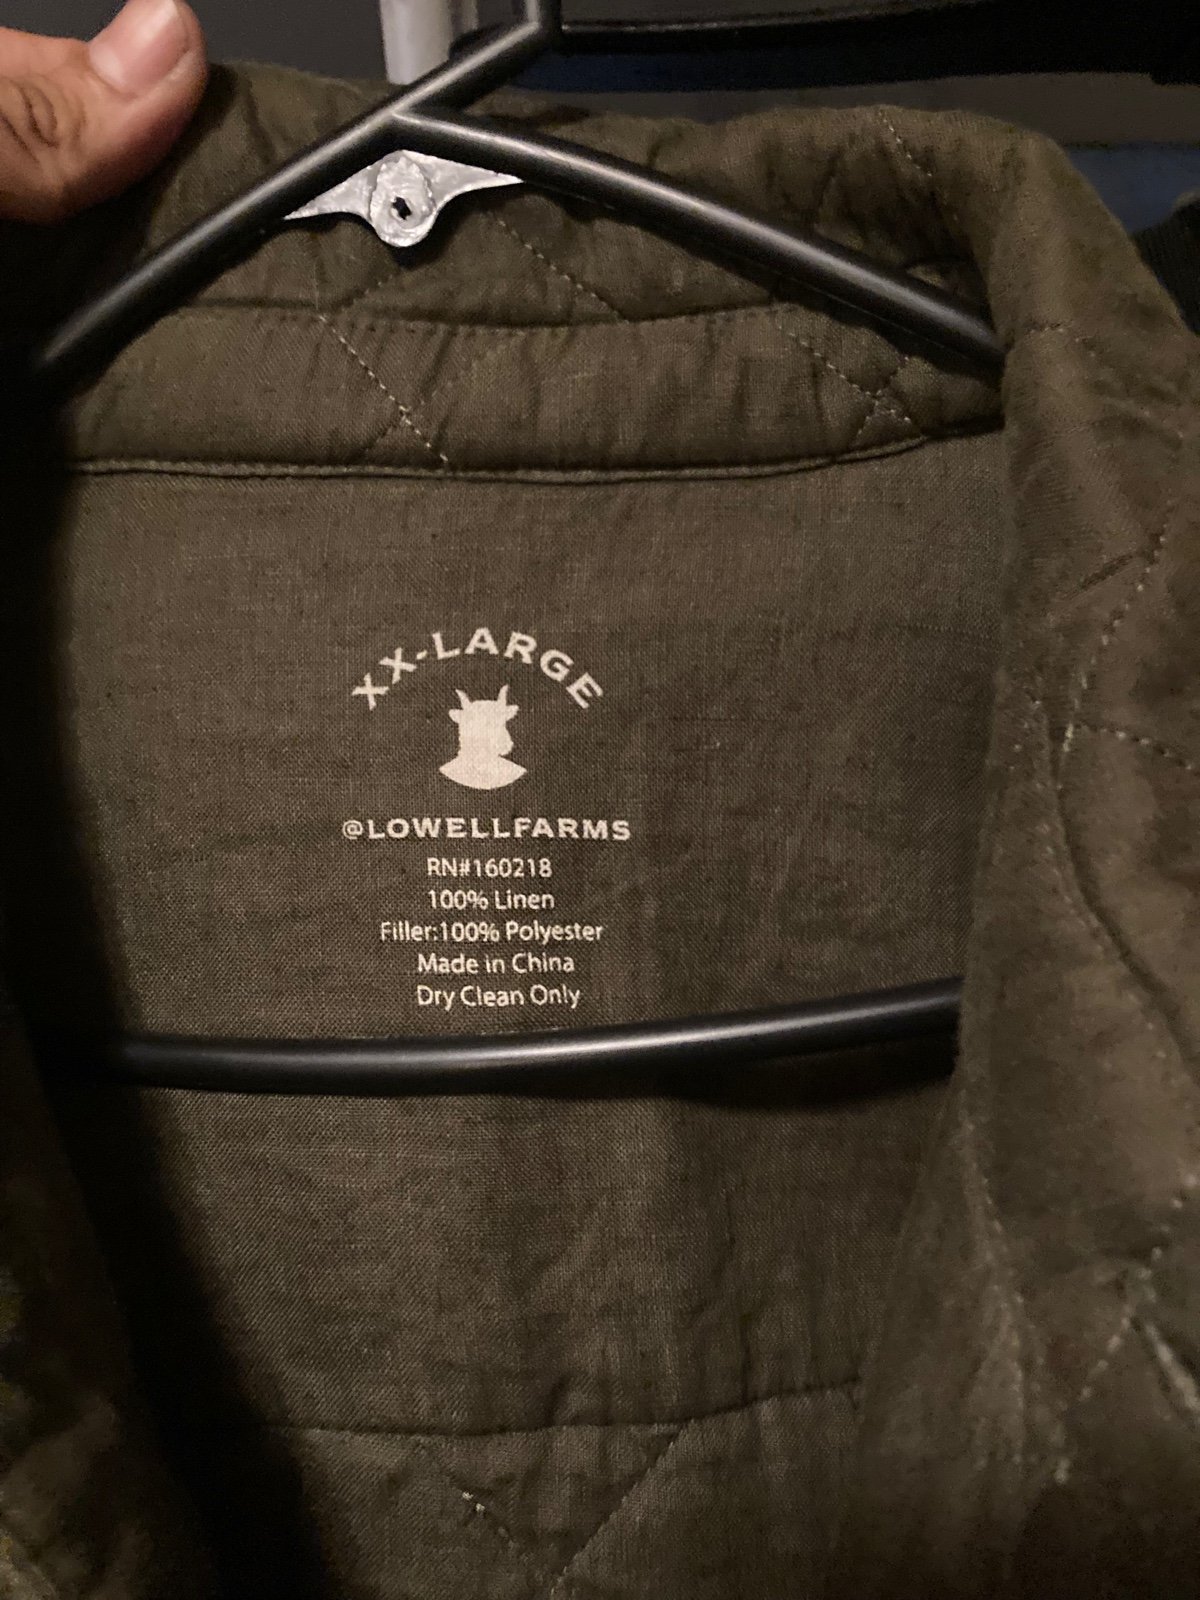 XX-LARGE
@LOWELLFARMS
RN#160218
100% Linen
Filler:100% Polyester
Made in China
Dry Clean Only